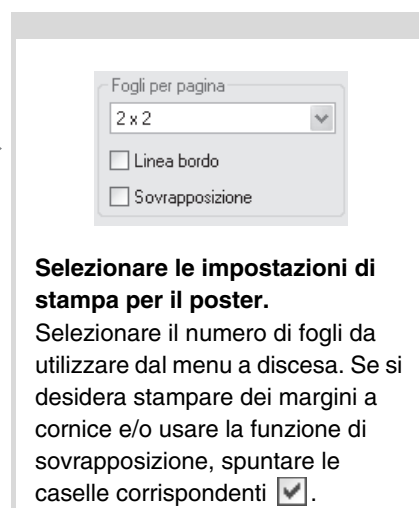 Fogli per pagina
2 x 2
Linea bordo
Sovrapposizione
Selezionare le impostazioni di
stampa per il poster.
Selezionare il numero di fogli da
utilizzare dal menu a discesa. Se si
desidera stampare dei margini a
cornice e/o usare la funzione di
sovrapposizione, spuntare le
caselle corrispondenti ☑.